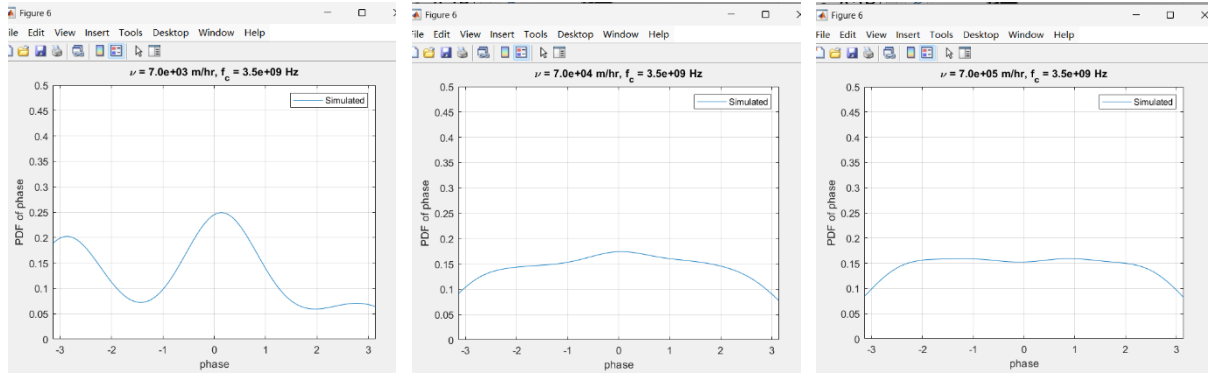 Figure 6
File Edit View Insert Tools Desktop Window Help
ν = 7.0e+03 m/hr, f_c = 3.5e+09 Hz
Simulated
0.5
0.45
0.4
0.35
0.3
0.25
0.2
0.15
0.1
0.05
0
PDF of phase
-3 -2 -1 0 1 2 3
phase
Figure 6
File Edit View Insert Tools Desktop Window Help
ν = 7.0e+04 m/hr, f_c = 3.5e+09 Hz
Simulated
0.5
0.45
0.4
0.35
0.3
0.25
0.2
0.15
0.1
0.05
0
PDF of phase
-3 -2 -1 0 1 2 3
phase
Figure 6
File Edit View Insert Tools Desktop Window Help
ν = 7.0e+05 m/hr, f_c = 3.5e+09 Hz
Simulated
0.5
0.45
0.4
0.35
0.3
0.25
0.2
0.15
0.1
0.05
0
PDF of phase
-3 -2 -1 0 1 2 3
phase